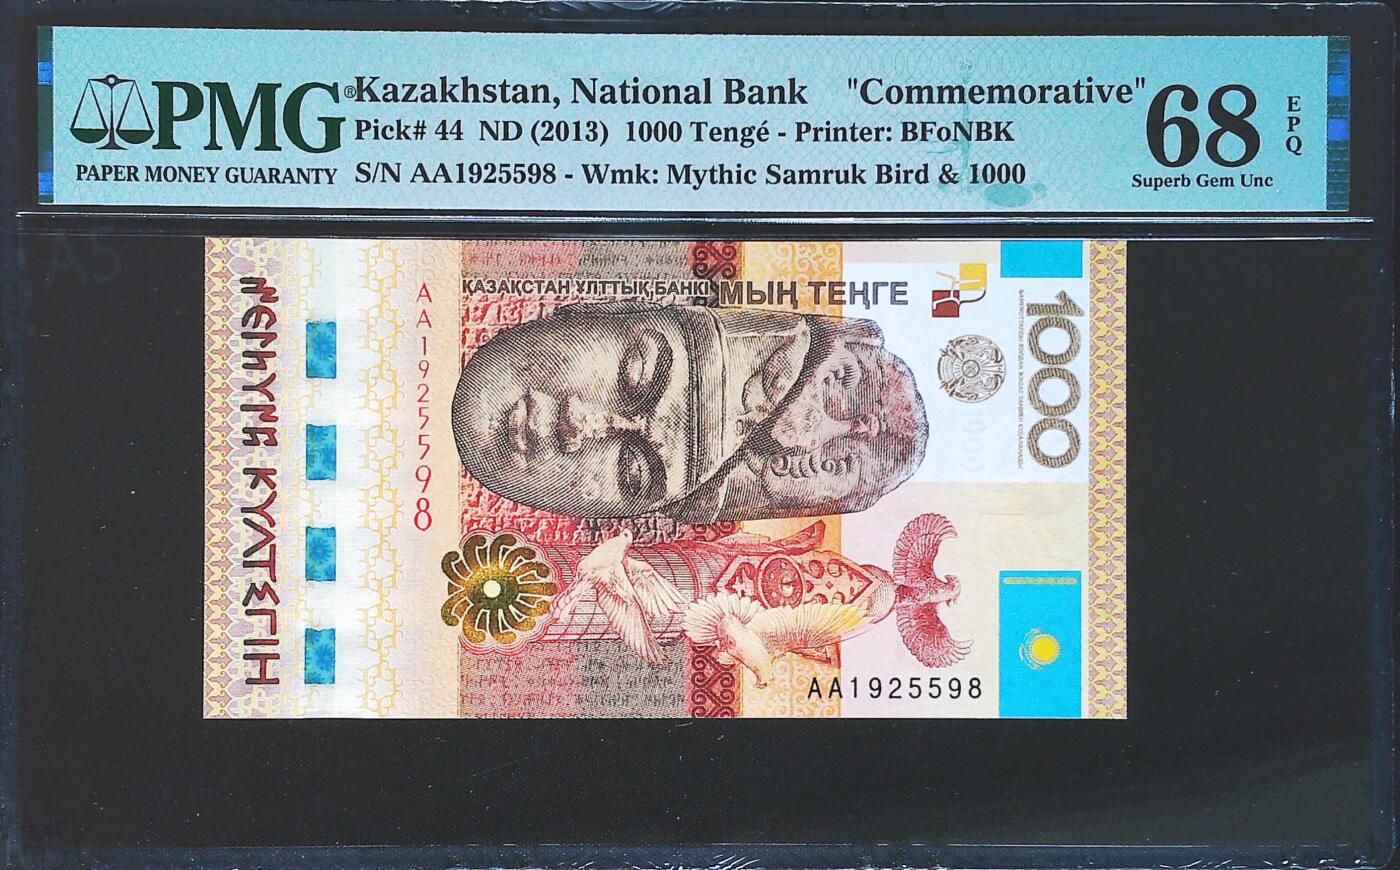 PMG®
PAPER MONEY GUARANTY
Kazakhstan, National Bank "Commemorative"
Pick# 44 ND (2013) 1000 Tengé - Printer: BFoNBK
S/N AA1925598 - Wmk: Mythic Samruk Bird & 1000
68
EPQ
Superb Gem Unc
ҚАЗАҚСТАН ҰЛТТЫҚ БАНКІ
МЫҢ ТЕҢГЕ
1000
AA1925598
КҮЛТЕГІН
AA1925598